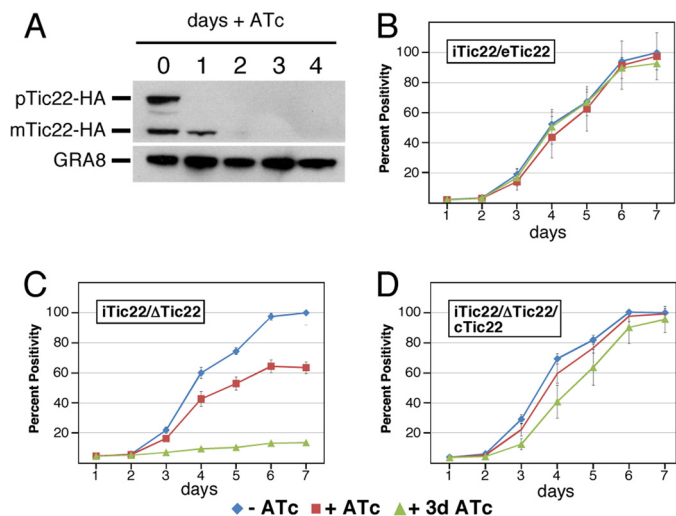 A
days + ATc
0 1 2 3 4
pTic22-HA
mTic22-HA
GRA8
B
iTic22/eTic22
Percent Positivity
100
80
60
40
20
1 2 3 4 5 6 7
days
C
iTic22/ΔTic22
Percent Positivity
100
80
60
40
20
1 2 3 4 5 6 7
days
D
iTic22/ΔTic22/
cTic22
Percent Positivity
100
80
60
40
20
1 2 3 4 5 6 7
days
- ATc + ATc + 3d ATc